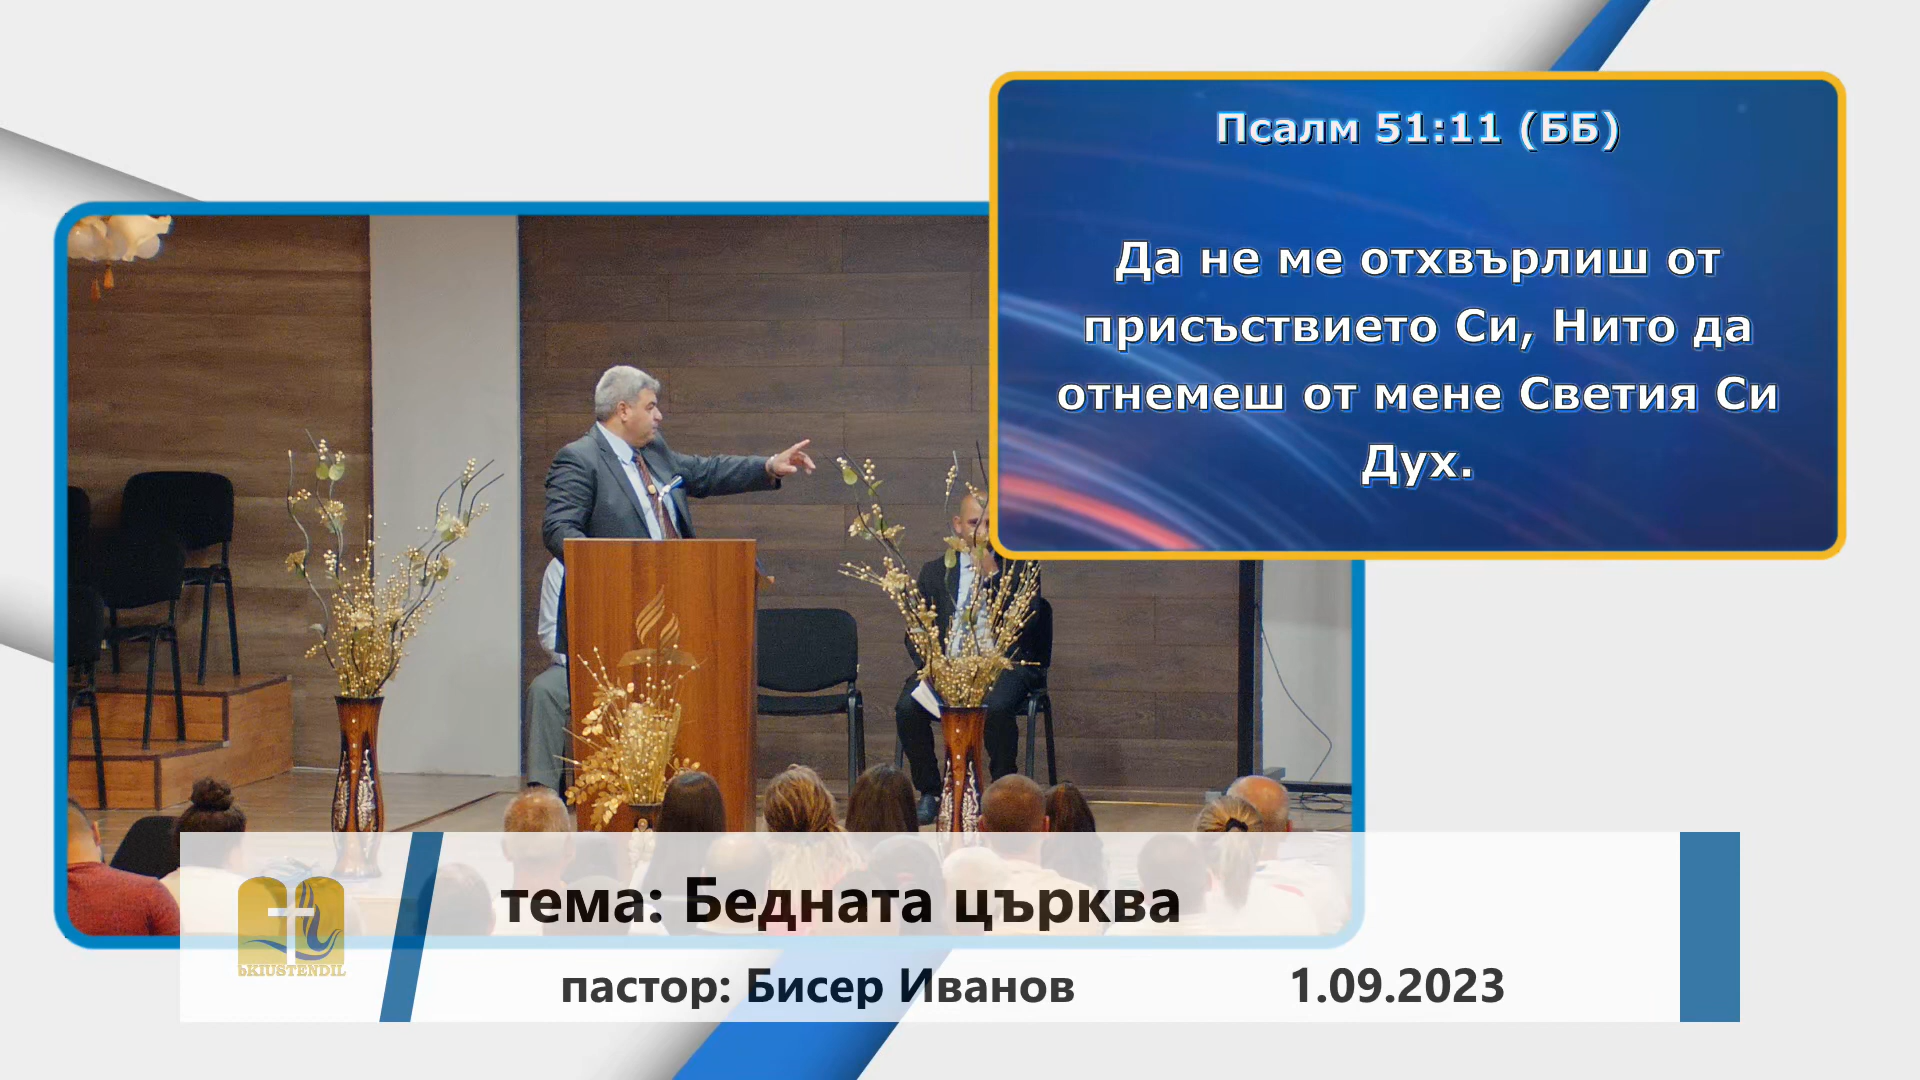 Псалм 51:11 (ББ)
Да не ме отхвърлиш от
присъствието Си, Нито да
отнемеш от мене Светия Си
Дух.
тема: Бедната църква
пастор: Бисер Иванов
1.09.2023
ьKIUSTENDIL